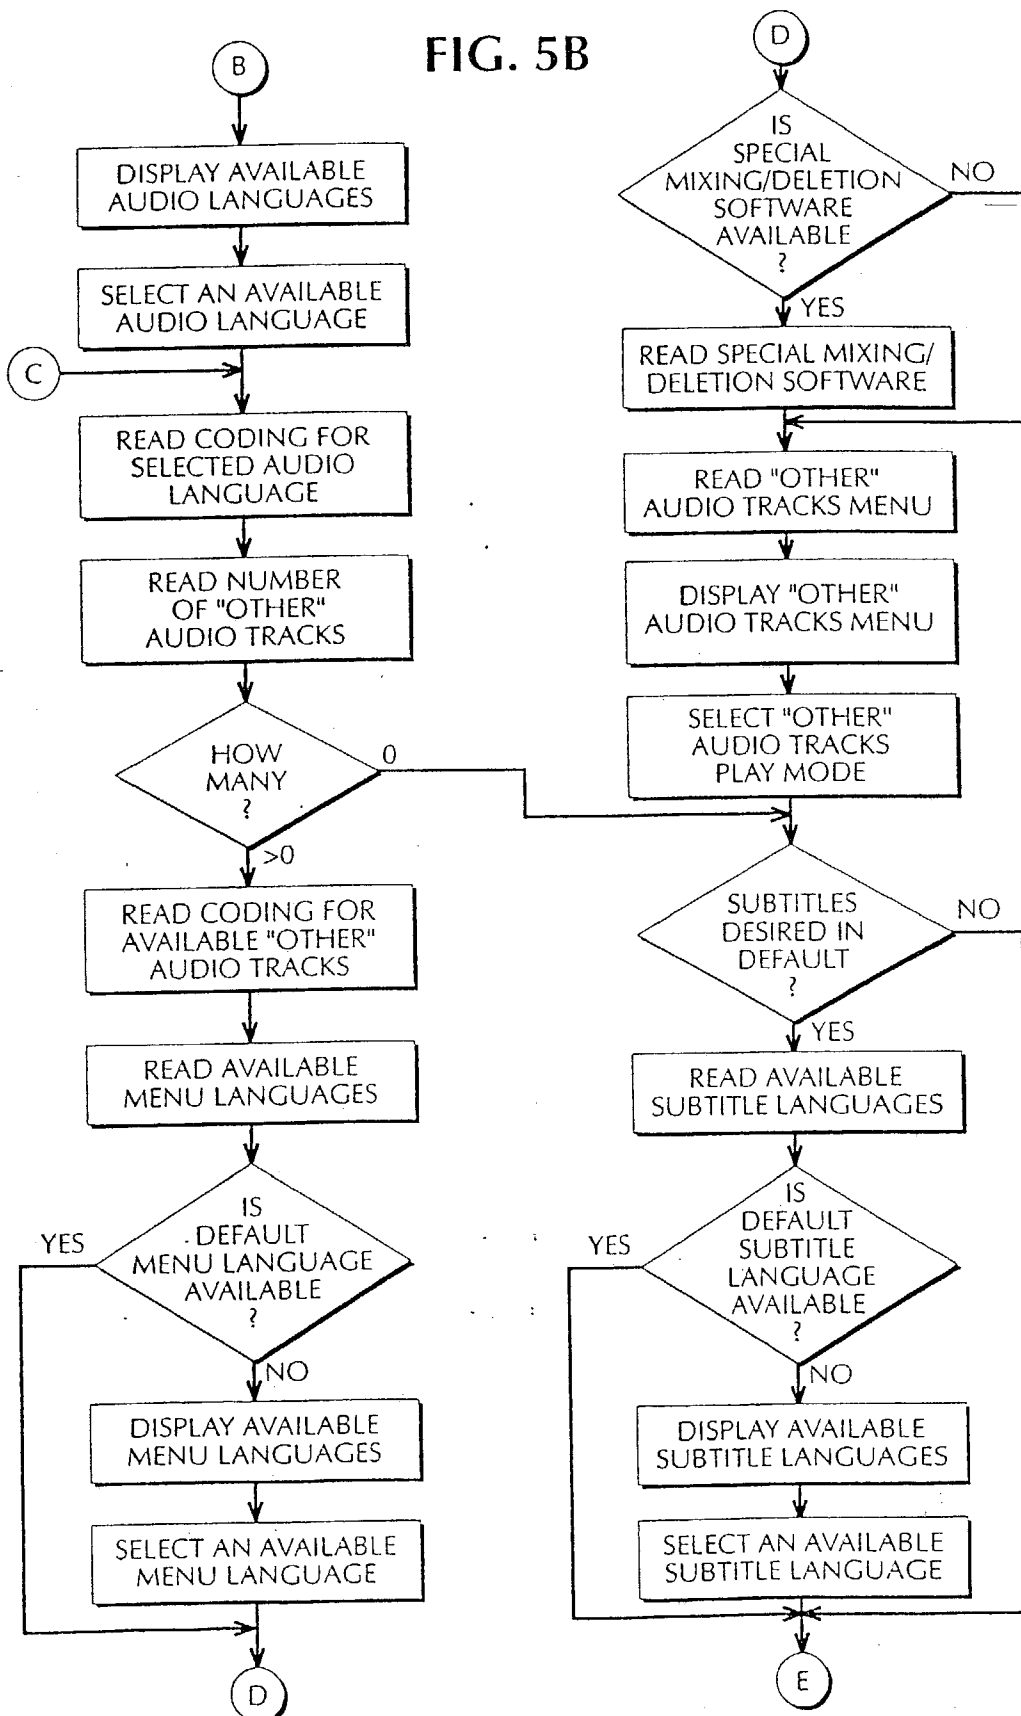 FIG. 5B
B
DISPLAY AVAILABLE
AUDIO LANGUAGES
SELECT AN AVAILABLE
AUDIO LANGUAGE
C
READ CODING FOR
SELECTED AUDIO
LANGUAGE
READ NUMBER
OF "OTHER"
AUDIO TRACKS
HOW
MANY
?
0
>0
READ CODING FOR
AVAILABLE "OTHER"
AUDIO TRACKS
READ AVAILABLE
MENU LANGUAGES
IS
DEFAULT
MENU LANGUAGE
AVAILABLE
?
YES
NO
DISPLAY AVAILABLE
MENU LANGUAGES
SELECT AN AVAILABLE
MENU LANGUAGE
D
D
IS
SPECIAL
MIXING/DELETION
SOFTWARE
AVAILABLE
?
NO
YES
READ SPECIAL MIXING/
DELETION SOFTWARE
READ "OTHER"
AUDIO TRACKS MENU
DISPLAY "OTHER"
AUDIO TRACKS MENU
SELECT "OTHER"
AUDIO TRACKS
PLAY MODE
SUBTITLES
DESIRED IN
DEFAULT
?
NO
YES
READ AVAILABLE
SUBTITLE LANGUAGES
IS
DEFAULT
SUBTITLE
LANGUAGE
AVAILABLE
?
YES
NO
DISPLAY AVAILABLE
SUBTITLE LANGUAGES
SELECT AN AVAILABLE
SUBTITLE LANGUAGE
E